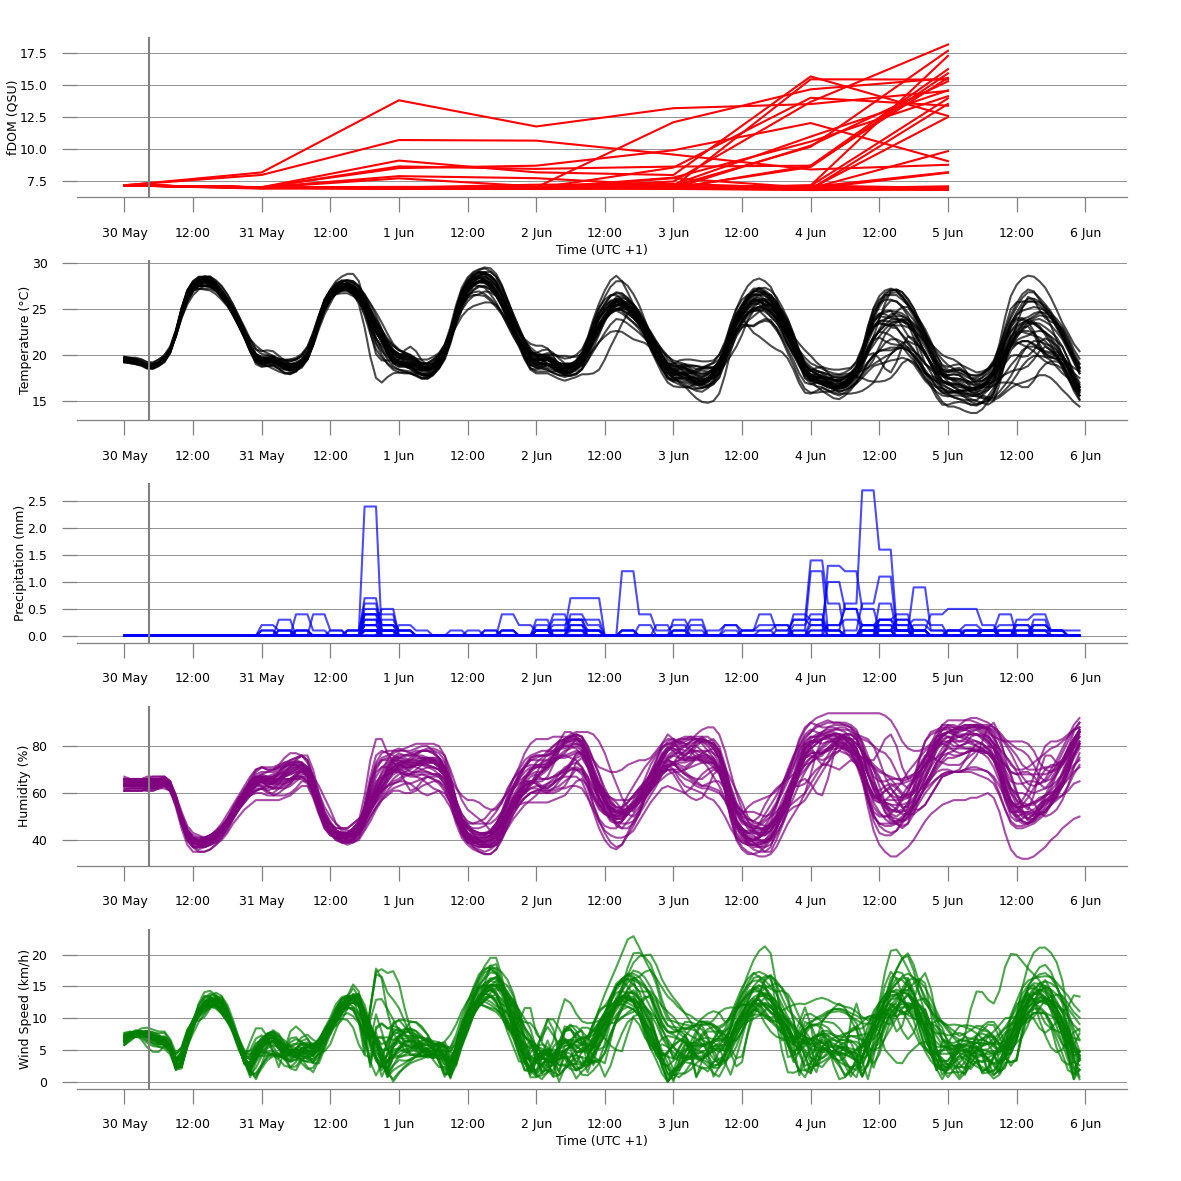 fDOM (QSU)
17.5
15.0
12.5
10.0
7.5
30 May 12:00 31 May 12:00 1 Jun 12:00 2 Jun 12:00 3 Jun 12:00 4 Jun 12:00 5 Jun 12:00 6 Jun
Time (UTC +1)
Temperature (°C)
30
25
20
15
30 May 12:00 31 May 12:00 1 Jun 12:00 2 Jun 12:00 3 Jun 12:00 4 Jun 12:00 5 Jun 12:00 6 Jun
Precipitation (mm)
2.5
2.0
1.5
1.0
0.5
0.0
30 May 12:00 31 May 12:00 1 Jun 12:00 2 Jun 12:00 3 Jun 12:00 4 Jun 12:00 5 Jun 12:00 6 Jun
Humidity (%)
80
60
40
30 May 12:00 31 May 12:00 1 Jun 12:00 2 Jun 12:00 3 Jun 12:00 4 Jun 12:00 5 Jun 12:00 6 Jun
Wind Speed (km/h)
20
15
10
5
0
30 May 12:00 31 May 12:00 1 Jun 12:00 2 Jun 12:00 3 Jun 12:00 4 Jun 12:00 5 Jun 12:00 6 Jun
Time (UTC +1)